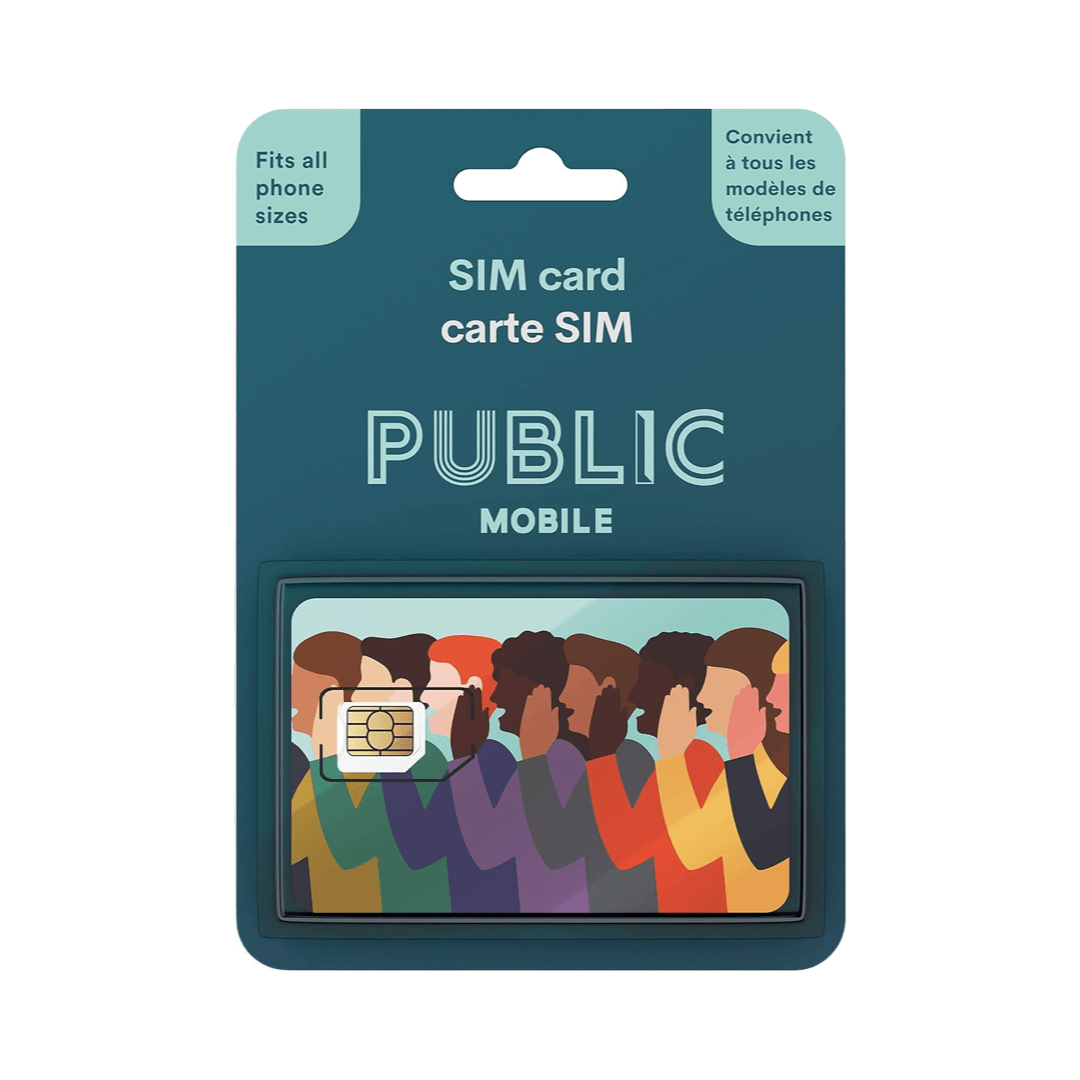 Fits all
phone
sizes
Convient
à tous les
modèles de
téléphones
SIM card
carte SIM
PUBLIC
MOBILE